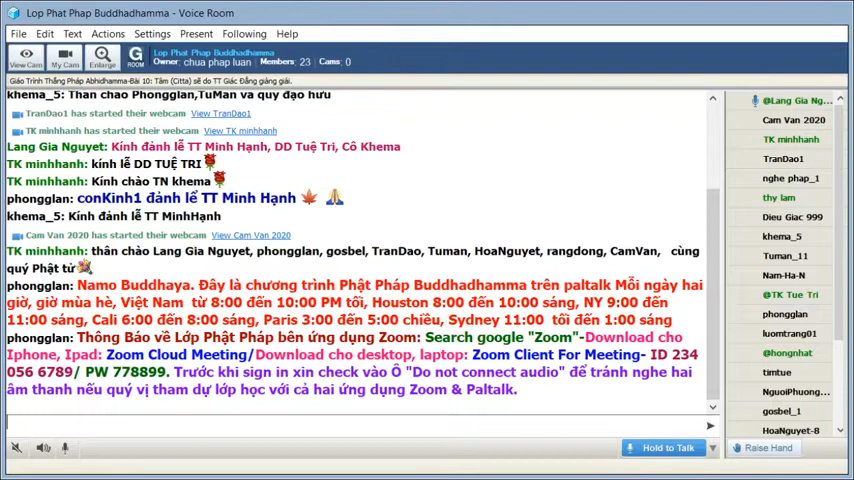 Lop Phat Phap Buddhadhamma - Voice Room
File Edit Text Actions Settings Present Following Help
View Cam My Cam Enlarge G ROOM
Lop Phat Phap Buddhadhamma
Owner: chua phap luan Members: 23 Cams: 0
Giáo Trình Thắng Pháp Abhidhamma-Bài 10: Tâm (Citta) sẽ do TT Giác Đẳng giảng giải.
khema_5: Thân chào Phongglan,TuMan và quý đạo hữu
TranDao1 has started their webcam View TranDao1
TK minhhanh has started their webcam View TK minhhanh
Lang Gia Nguyet: Kính đảnh lễ TT Minh Hạnh, DD Tuệ Tri, Cô Khema
TK minhhanh: kính lễ DD TUỆ TRI
TK minhhanh: Kính chào TN khema
phongglan: conKinh1 đảnh lể TT Minh Hạnh
khema_5: Kính đảnh lễ TT MinhHạnh
Cam Van 2020 has started their webcam View Cam Van 2020
TK minhhanh: thân chào Lang Gia Nguyet, phongglan, gosbel, TranDao, Tuman, HoaNguyet, rangdong, CamVan, cùng
quý Phật tử
phongglan: Namo Buddhaya. Đây là chương trình Phật Pháp Buddhadhamma trên paltalk Mỗi ngày hai
giờ, giờ mùa hè, Việt Nam từ 8:00 đến 10:00 PM tối, Houston 8:00 đến 10:00 sáng, NY 9:00 đến
11:00 sáng, Cali 6:00 đến 8:00 sáng, Paris 3:00 đến 5:00 chiều, Sydney 11:00 tối đến 1:00 sáng
phongglan: Thông Báo về Lớp Phật Pháp bên ứng dụng Zoom: Search google "Zoom"-Download cho
Iphone, Ipad: Zoom Cloud Meeting/Download cho desktop, laptop: Zoom Client For Meeting- ID 234
056 6789/ PW 778899. Trước khi sign in xin check vào Ô "Do not connect audio" để tránh nghe hai
âm thanh nếu quý vị tham dự lớp học với cả hai ứng dụng Zoom & Paltalk.
@Lang Gia Ng...
Cam Van 2020
TK minhhanh
TranDao1
nghe phap_1
thy lam
Dieu Giac 999
khema_5
Tuman_11
Nam-Ha-N
@TK Tue Tri
phongglan
luomtrang01
@hongnhat
timtue
NguoiPhuong...
gosbel_1
HoaNguyet-8
Hold to Talk
Raise Hand